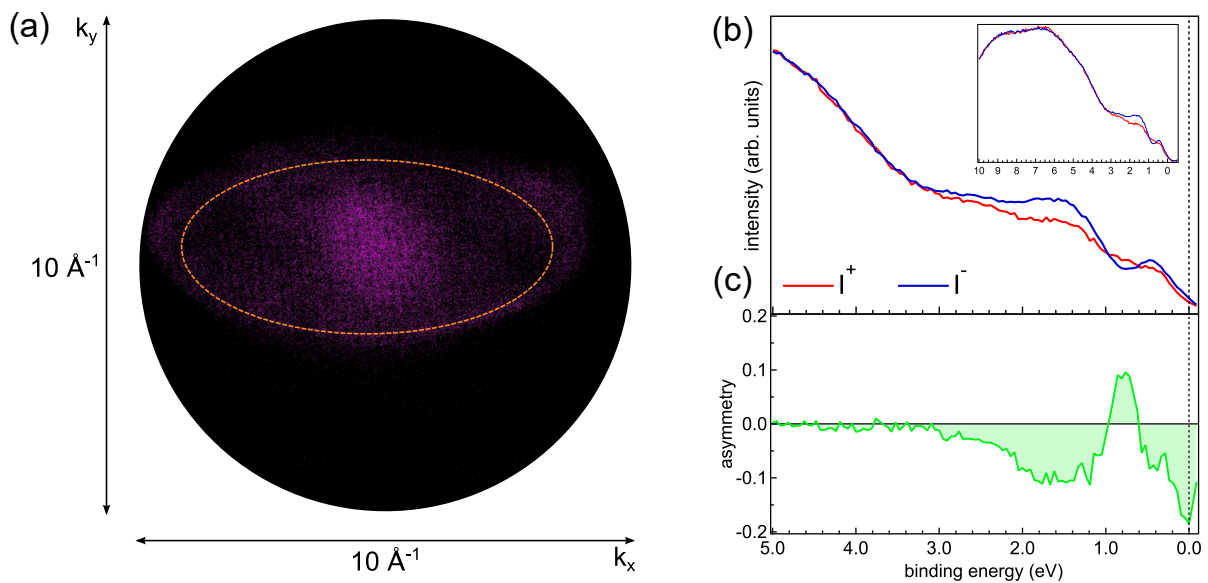 (a)
k_y
10 Å⁻¹
10 Å⁻¹
k_x
(b)
intensity (arb. units)
10 9 8 7 6 5 4 3 2 1 0
I⁺ I⁻
(c)
asymmetry
0.2
0.1
0.0
-0.1
-0.2
5.0 4.0 3.0 2.0 1.0 0.0
binding energy (eV)